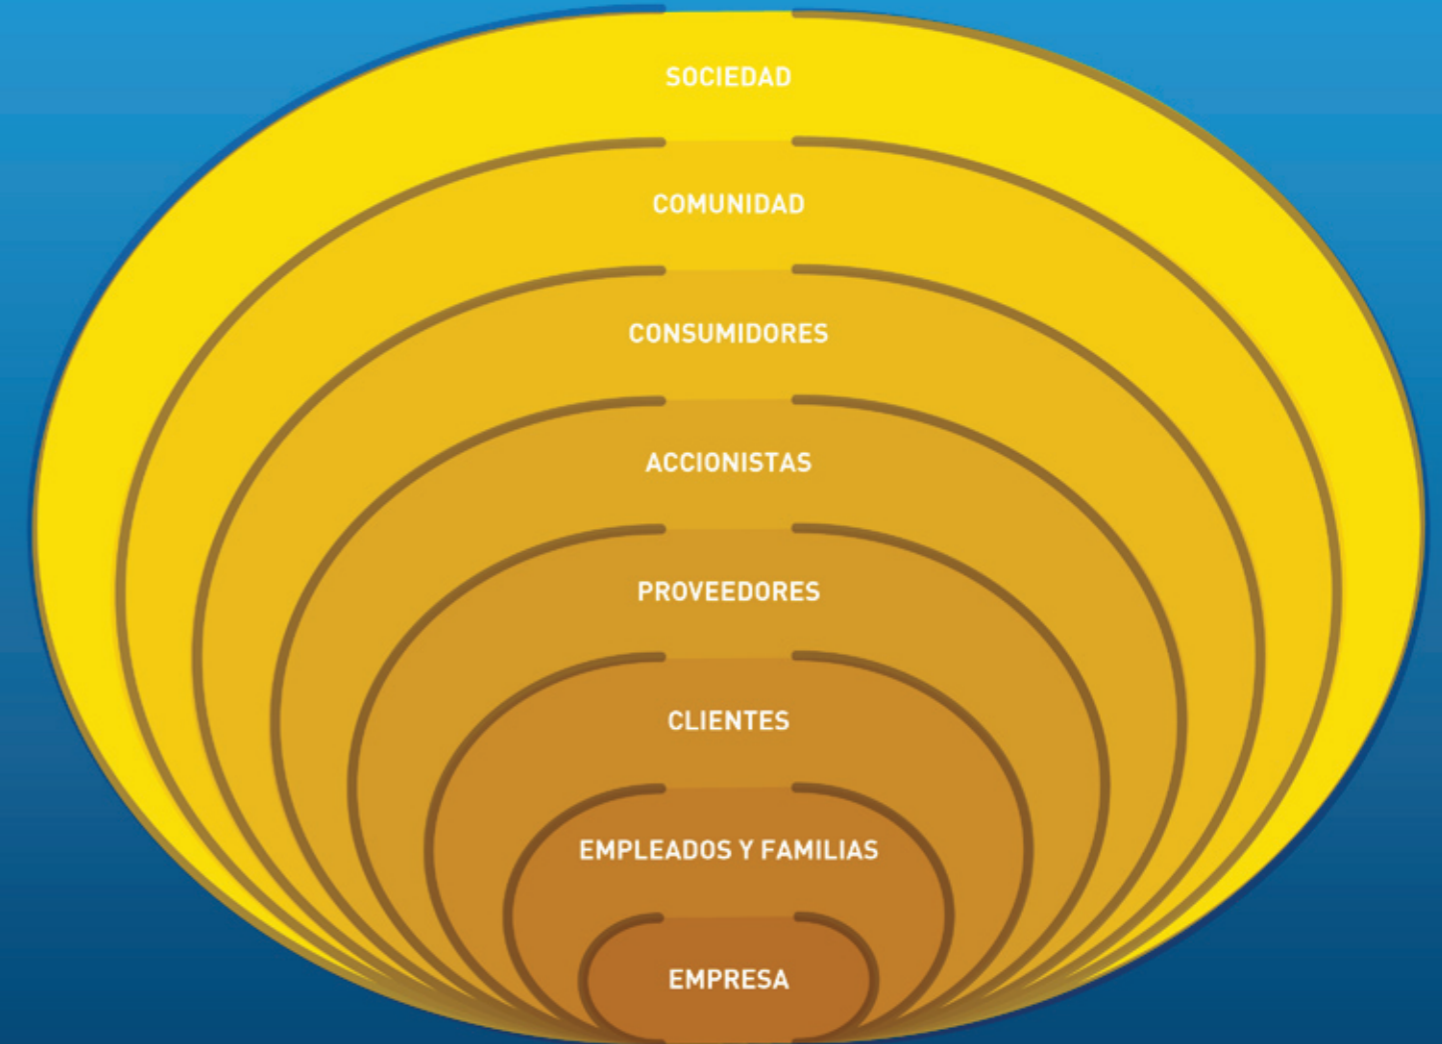 SOCIEDAD
COMUNIDAD
CONSUMIDORES
ACCIONISTAS
PROVEEDORES
CLIENTES
EMPLEADOS Y FAMILIAS
EMPRESA